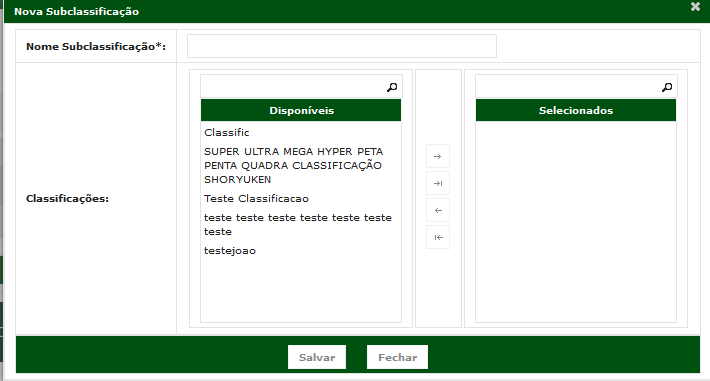 Nova Subclassificação
Nome Subclassificação*:
Classificações:
Disponíveis
Classific
SUPER ULTRA MEGA HYPER PETA
PENTA QUADRA CLASSIFICAÇÃO
SHORYUKEN
Teste Classificacao
teste teste teste teste teste teste
teste
testejoao
Selecionados
Salvar
Fechar